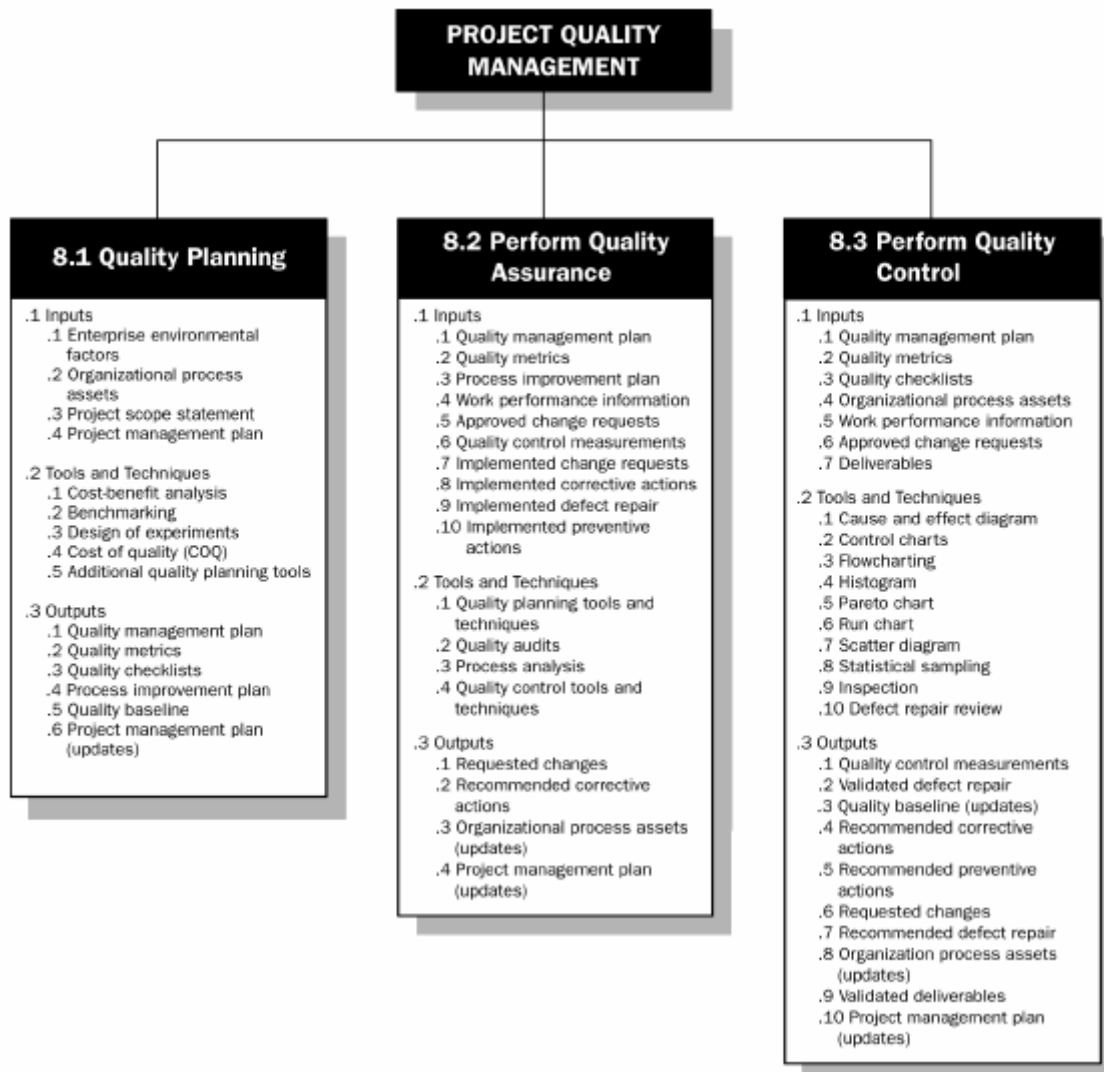 PROJECT QUALITY
MANAGEMENT
8.1 Quality Planning
.1 Inputs
.1 Enterprise environmental
factors
.2 Organizational process
assets
.3 Project scope statement
.4 Project management plan
.2 Tools and Techniques
.1 Cost-benefit analysis
.2 Benchmarking
.3 Design of experiments
.4 Cost of quality (COQ)
.5 Additional quality planning tools
.3 Outputs
.1 Quality management plan
.2 Quality metrics
.3 Quality checklists
.4 Process improvement plan
.5 Quality baseline
.6 Project management plan
(updates)
8.2 Perform Quality
Assurance
.1 Inputs
.1 Quality management plan
.2 Quality metrics
.3 Process improvement plan
.4 Work performance information
.5 Approved change requests
.6 Quality control measurements
.7 Implemented change requests
.8 Implemented corrective actions
.9 Implemented defect repair
.10 Implemented preventive
actions
.2 Tools and Techniques
.1 Quality planning tools and
techniques
.2 Quality audits
.3 Process analysis
.4 Quality control tools and
techniques
.3 Outputs
.1 Requested changes
.2 Recommended corrective
actions
.3 Organizational process assets
(updates)
.4 Project management plan
(updates)
8.3 Perform Quality
Control
.1 Inputs
.1 Quality management plan
.2 Quality metrics
.3 Quality checklists
.4 Organizational process assets
.5 Work performance information
.6 Approved change requests
.7 Deliverables
.2 Tools and Techniques
.1 Cause and effect diagram
.2 Control charts
.3 Flowcharting
.4 Histogram
.5 Pareto chart
.6 Run chart
.7 Scatter diagram
.8 Statistical sampling
.9 Inspection
.10 Defect repair review
.3 Outputs
.1 Quality control measurements
.2 Validated defect repair
.3 Quality baseline (updates)
.4 Recommended corrective
actions
.5 Recommended preventive
actions
.6 Requested changes
.7 Recommended defect repair
.8 Organization process assets
(updates)
.9 Validated deliverables
.10 Project management plan
(updates)